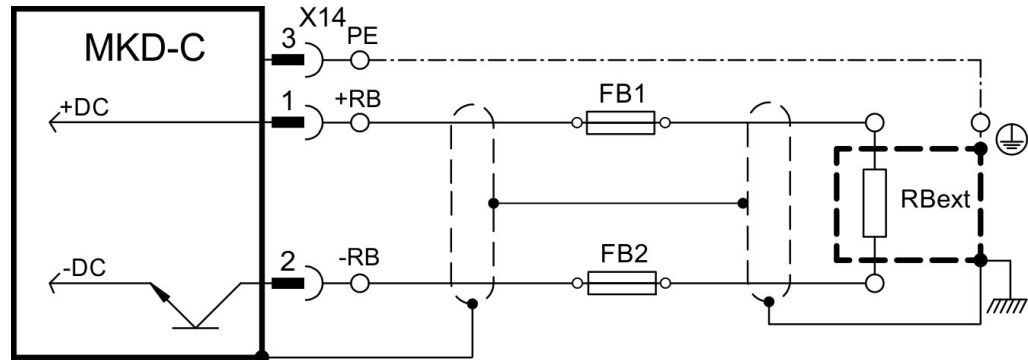 X14
MKD-C
3 PE
+DC
1 +RB
FB1
RBext
-DC
2 -RB
FB2